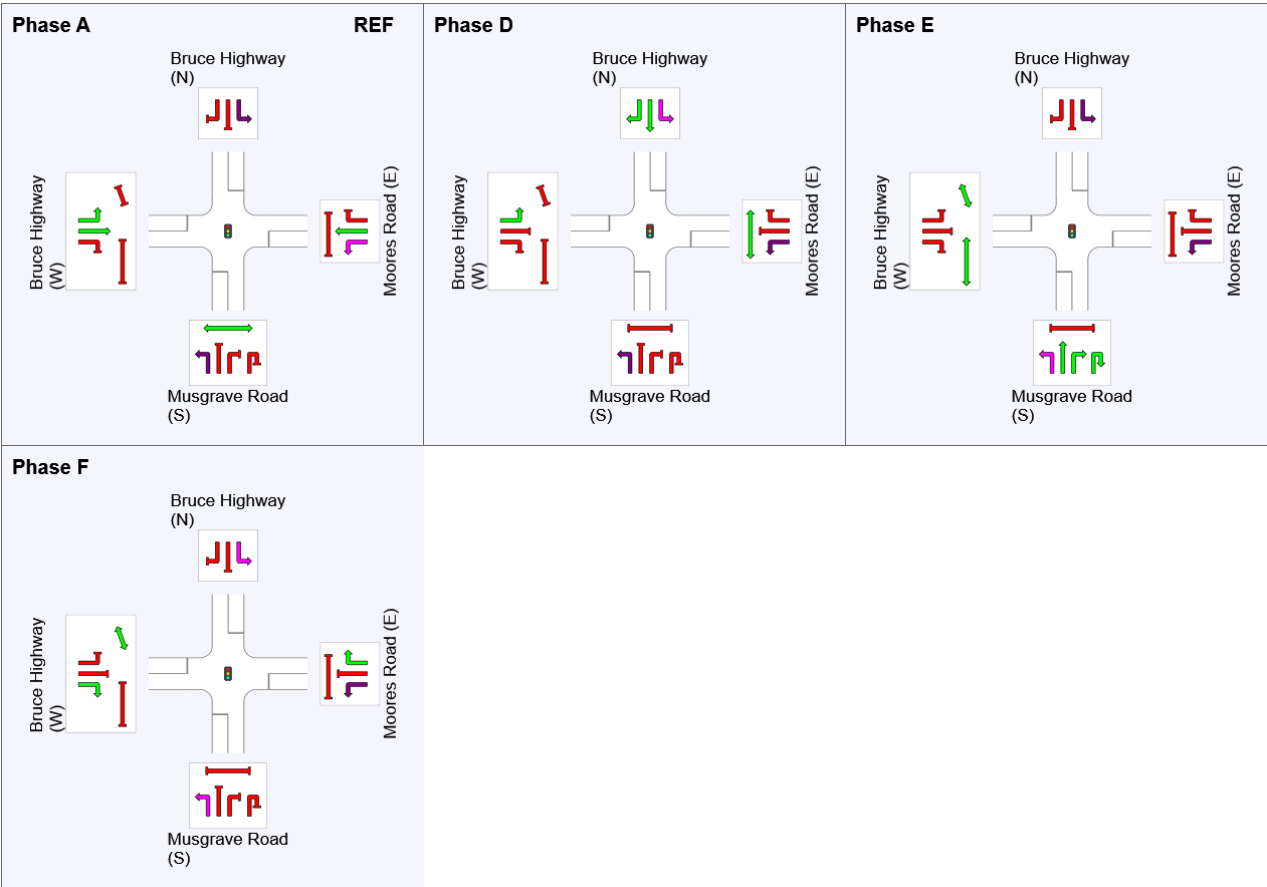 Phase A
REF
Bruce Highway
(N)
Bruce Highway
(W)
Moores Road (E)
Musgrave Road
(S)
Phase D
Bruce Highway
(N)
Bruce Highway
(W)
Moores Road (E)
Musgrave Road
(S)
Phase E
Bruce Highway
(N)
Bruce Highway
(W)
Moores Road (E)
Musgrave Road
(S)
Phase F
Bruce Highway
(N)
Bruce Highway
(W)
Moores Road (E)
Musgrave Road
(S)